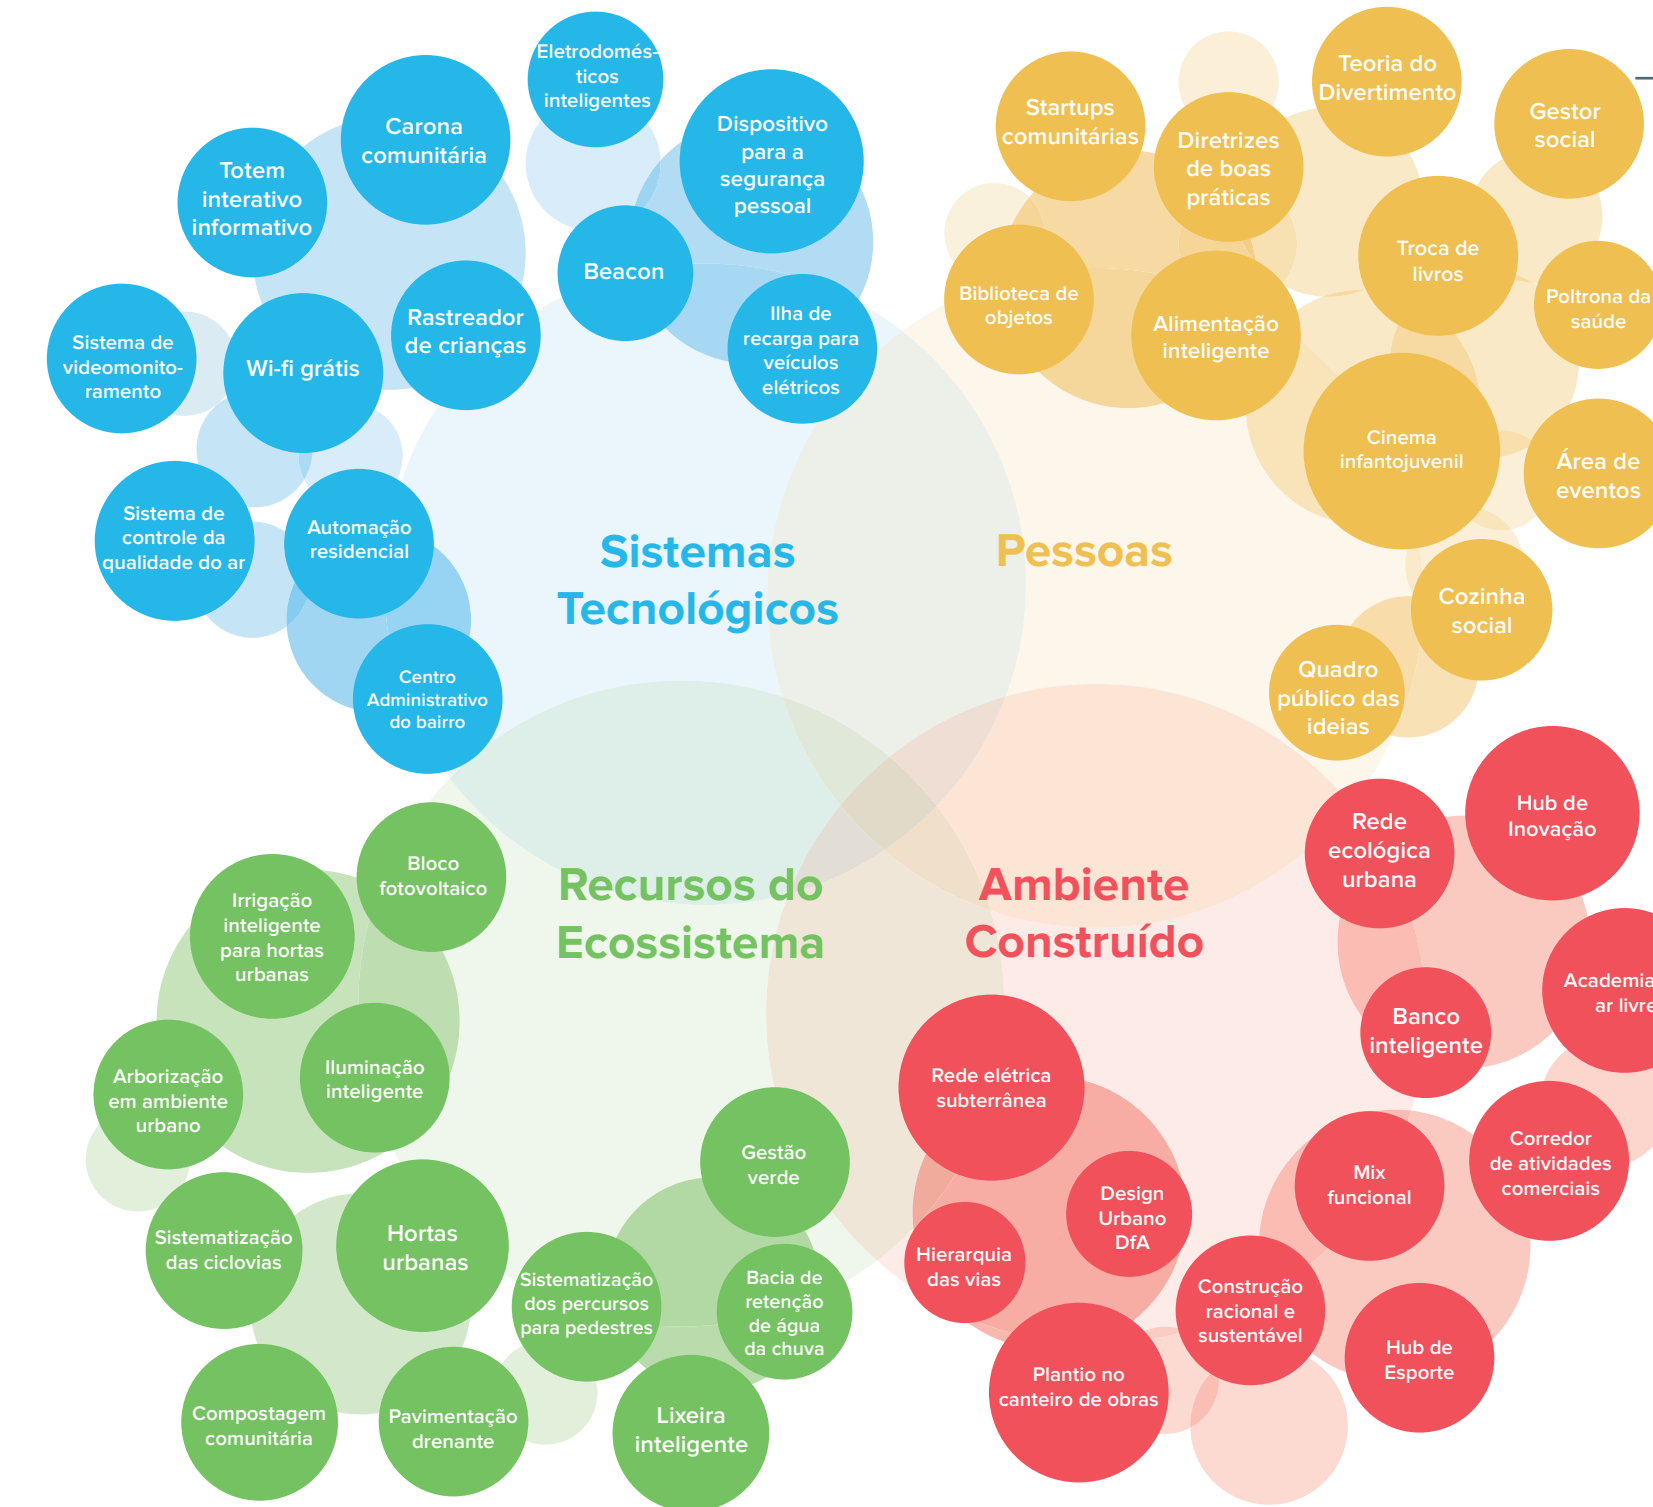 Eletrodomés-
ticos
inteligentes
Carona
comunitária
Dispositivo
para a
segurança
pessoal
Totem
interativo
informativo
Beacon
Rastreador
de crianças
Ilha de
recarga para
veículos
elétricos
Sistema de
videomonito-
ramento
Wi-fi grátis
Sistema de
controle da
qualidade do ar
Automação
residencial
Centro
Administrativo
do bairro
Sistemas
Tecnológicos
Startups
comunitárias
Diretrizes
de boas
práticas
Teoria do
Divertimento
Gestor
social
Biblioteca de
objetos
Alimentação
inteligente
Troca de
livros
Poltrona da
saúde
Cinema
infantojuvenil
Área de
eventos
Cozinha
social
Quadro
público das
ideias
Pessoas
Recursos do
Ecossistema
Bloco
fotovoltaico
Irrigação
inteligente
para hortas
urbanas
Arborização
em ambiente
urbano
Iluminação
inteligente
Gestão
verde
Sistematização
das ciclovias
Hortas
urbanas
Sistematização
dos percursos
para pedestres
Bacia de
retenção
de água
da chuva
Compostagem
comunitária
Pavimentação
drenante
Lixeira
inteligente
Ambiente
Construído
Rede
ecológica
urbana
Hub de
Inovação
Academia
ar livre
Banco
inteligente
Rede elétrica
subterrânea
Design
Urbano
DfA
Mix
funcional
Corredor
de atividades
comerciais
Hierarquia
das vias
Construção
racional e
sustentável
Plantio no
canteiro de obras
Hub de
Esporte